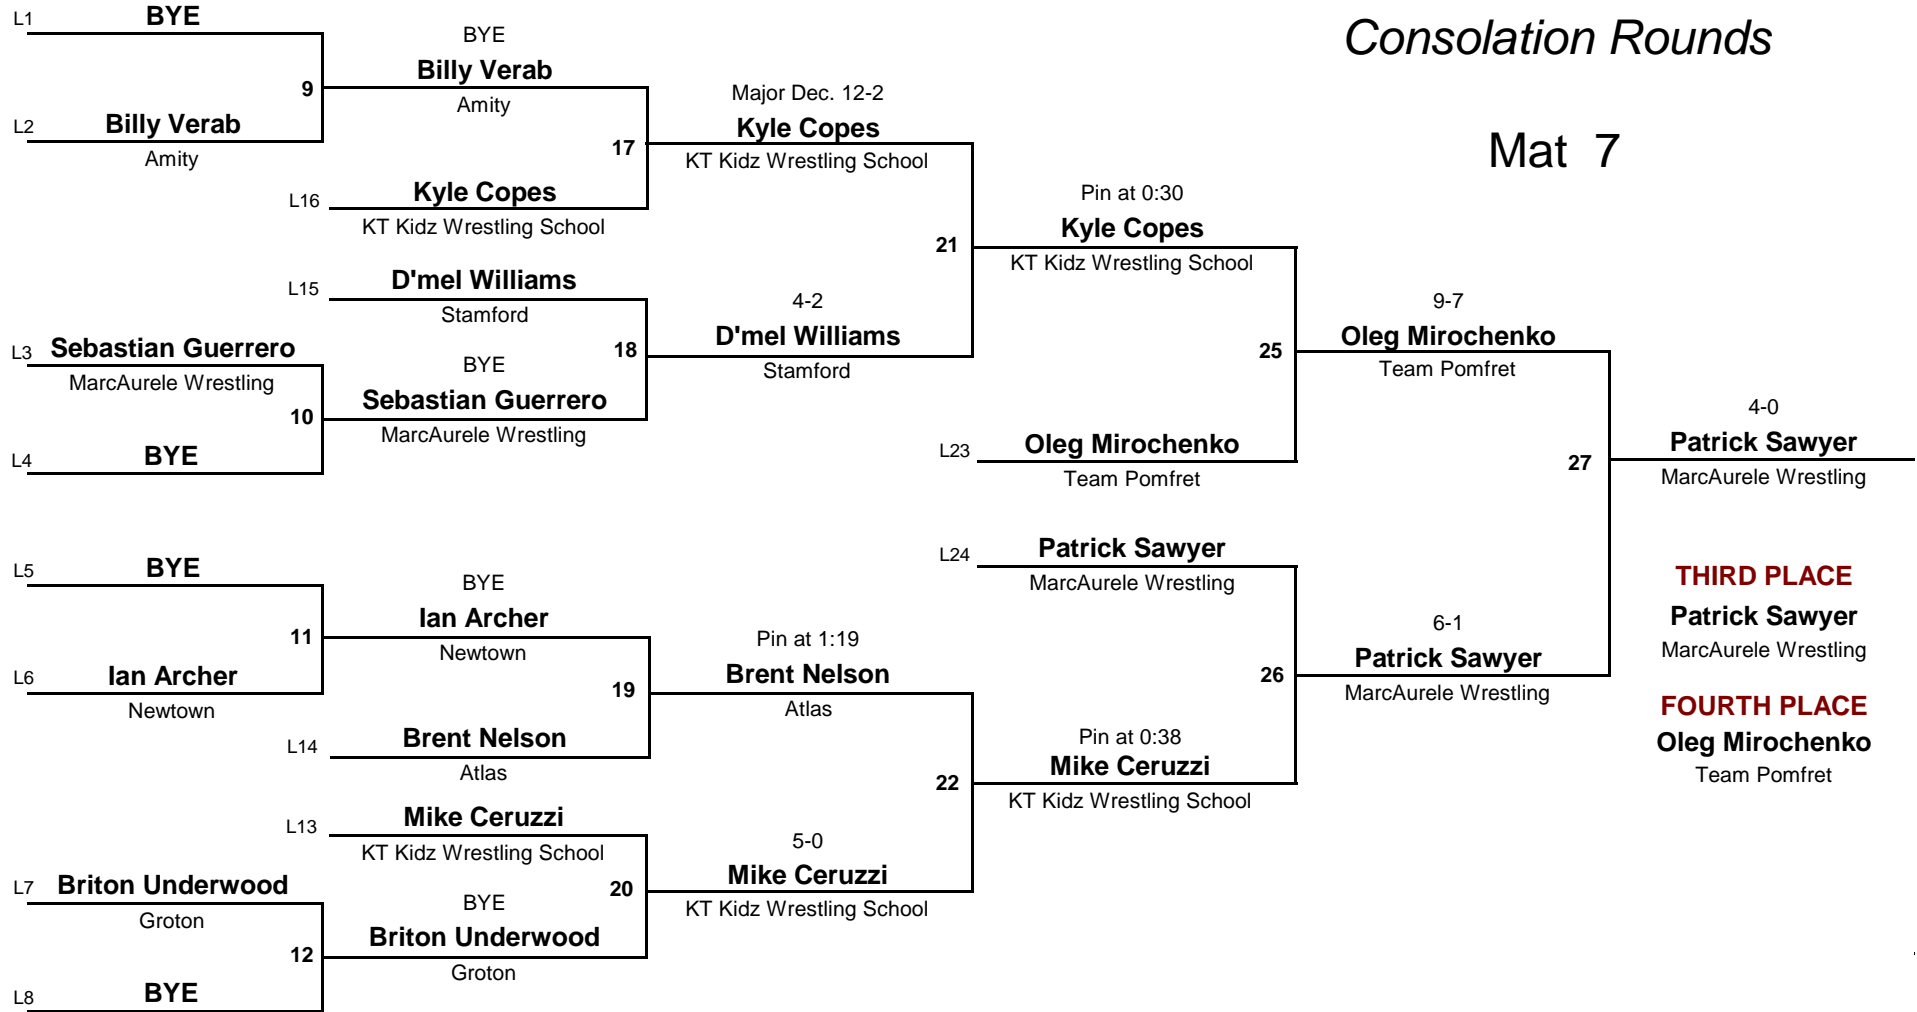 Consolation Rounds
Mat 7
L1 BYE
9
L2 Billy Verab
Amity
BYE
Billy Verab
Amity
17
L16 Kyle Copes
KT Kidz Wrestling School
Major Dec. 12-2
Kyle Copes
KT Kidz Wrestling School
L15 D'mel Williams
Stamford
L3 Sebastian Guerrero
MarcAurele Wrestling
10
L4 BYE
BYE
Sebastian Guerrero
MarcAurele Wrestling
18
4-2
D'mel Williams
Stamford
21
Pin at 0:30
Kyle Copes
KT Kidz Wrestling School
25
L23 Oleg Mirochenko
Team Pomfret
9-7
Oleg Mirochenko
Team Pomfret
L5 BYE
11
L6 Ian Archer
Newtown
BYE
Ian Archer
Newtown
19
L14 Brent Nelson
Atlas
Pin at 1:19
Brent Nelson
Atlas
L13 Mike Ceruzzi
KT Kidz Wrestling School
L7 Briton Underwood
Groton
12
L8 BYE
BYE
Briton Underwood
Groton
20
5-0
Mike Ceruzzi
KT Kidz Wrestling School
22
Pin at 0:38
Mike Ceruzzi
KT Kidz Wrestling School
L24 Patrick Sawyer
MarcAurele Wrestling
26
6-1
Patrick Sawyer
MarcAurele Wrestling
27
4-0
Patrick Sawyer
MarcAurele Wrestling
THIRD PLACE
Patrick Sawyer
MarcAurele Wrestling
FOURTH PLACE
Oleg Mirochenko
Team Pomfret